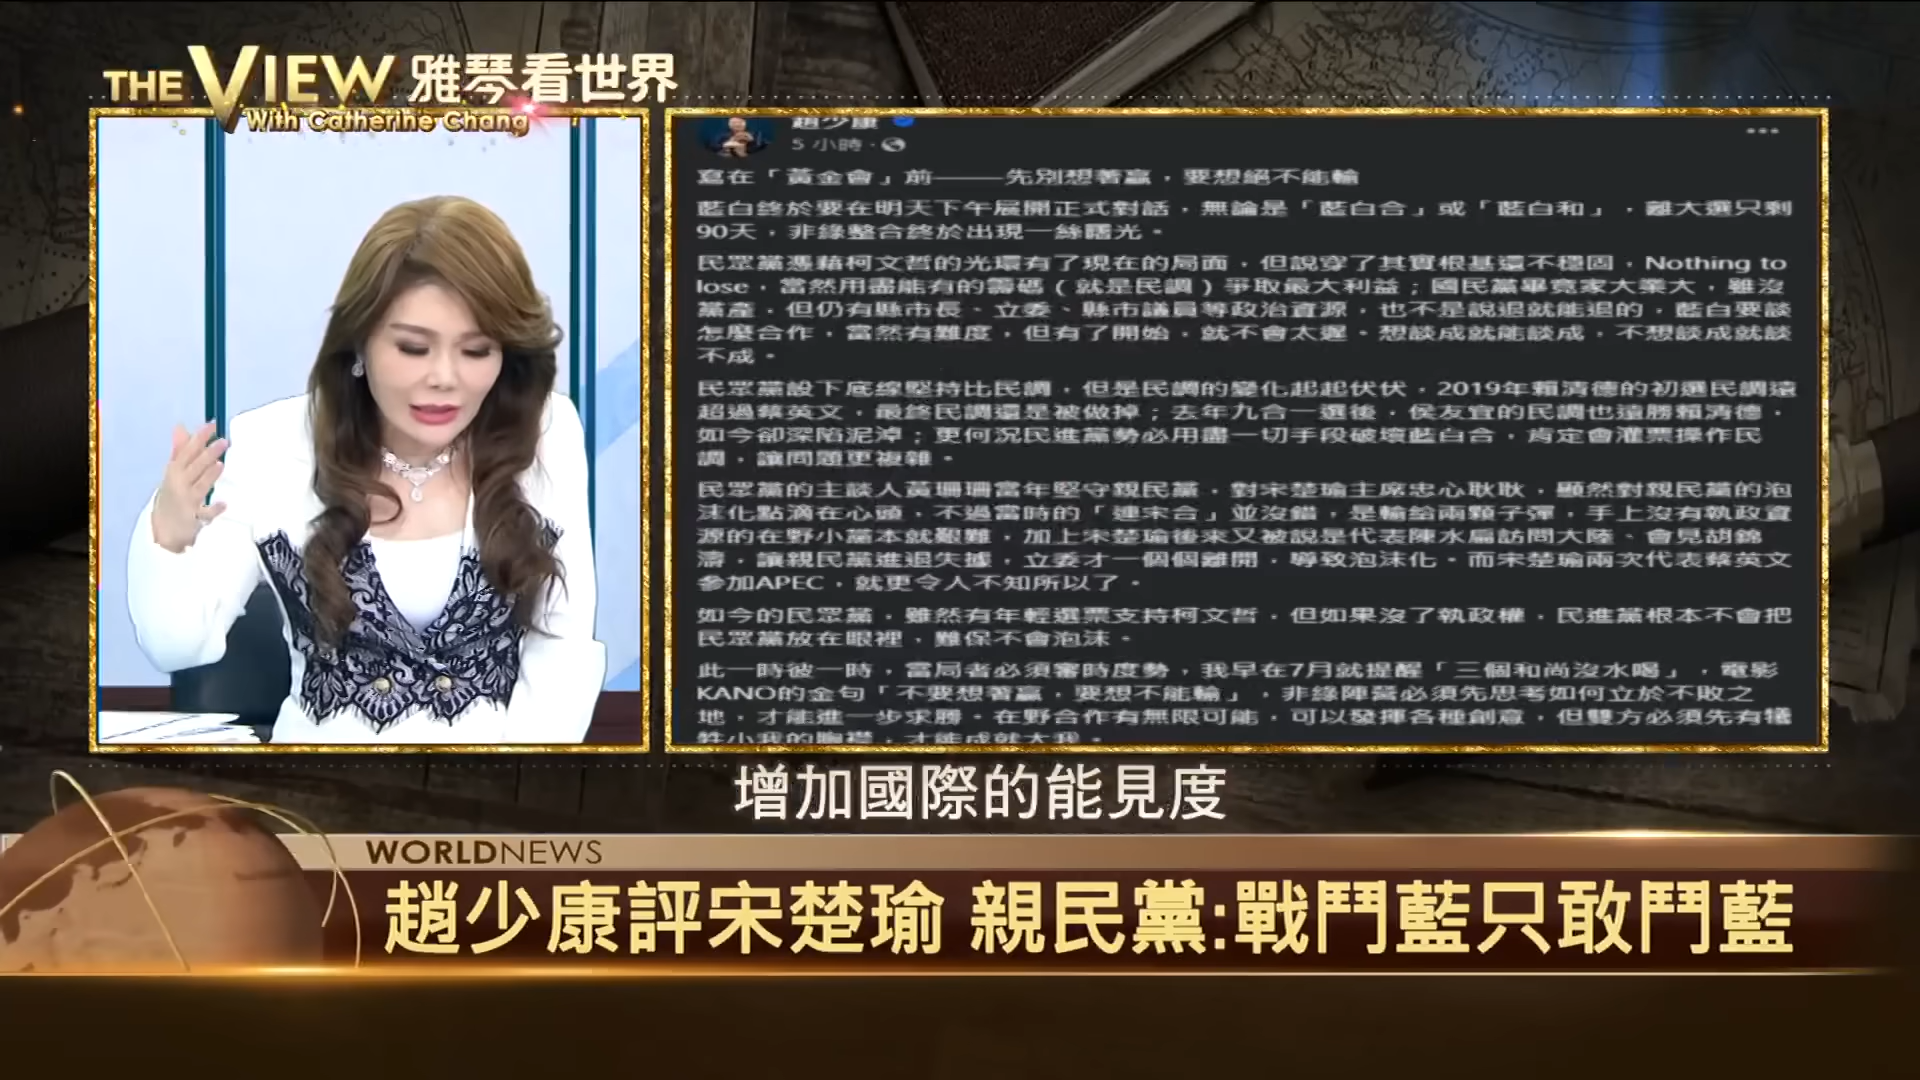 THE VIEW 雅琴看世界
With Catherine Chang
趙少康
5 小時
寫在「黃金會」前——先別想著贏，要想絕不能輸
藍白終於要在明天下午展開正式對話，無論是「藍白合」或「藍白和」，離大選只剩
90天，非綠整合終於出現一絲曙光。
民眾黨憑藉柯文哲的光環有了現在的局面，但說穿了其實根基還不穩固，Nothing to
lose，當然用盡能有的籌碼（就是民調）爭取最大利益；國民黨畢竟家大業大，雖沒
黨產，但仍有縣市長、立委、縣市議員等政治資源，也不是說退就能退的，藍白要談
怎麼合作，當然有難度，但有了開始，就不會太遲。想談成就能談成，不想談成就談
不成。
民眾黨設下底線堅持比民調，但是民調的變化起起伏伏，2019年賴清德的初選民調遠
超過蔡英文，最終民調還是被做掉；去年九合一選後，侯友宜的民調也遠勝賴清德，
如今卻深陷泥淖；更何況民進黨勢必用盡一切手段破壞藍白合，肯定會灌票操作民
調，讓問題更複雜。
民眾黨的主談人黃珊珊當年堅守親民黨，對宋楚瑜主席忠心耿耿，顯然對親民黨的泡
沫化點滴在心頭，不過當時的「連宋合」並沒錯，是輸給兩顆子彈，手上沒有執政資
源的在野小黨本就艱難，加上宋楚瑜後來又被說是代表陳水扁訪問大陸、會見胡錦
濤，讓親民黨進退失據，立委才一個個離開，導致泡沫化。而宋楚瑜兩次代表蔡英文
參加APEC，就更令人不知所以了。
如今的民眾黨，雖然有年輕選票支持柯文哲，但如果沒了執政權，民進黨根本不會把
民眾黨放在眼裡，難保不會泡沫。
此一時彼一時，當局者必須審時度勢，我早在7月就提醒「三個和尚沒水喝」，電影
KANO的金句「不要想著贏，要想不能輸」，非綠陣營必須先思考如何立於不敗之
地，才能進一步求勝。在野合作有無限可能，可以發揮各種創意，但雙方必須先有犧
牲小我的胸襟，才能成就大我。
增加國際的能見度
WORLDNEWS
趙少康評宋楚瑜 親民黨:戰鬥藍只敢鬥藍